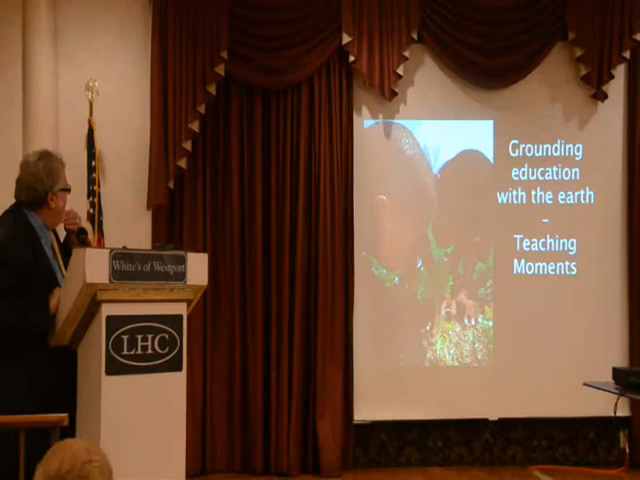 Grounding
education
with the earth
–
Teaching
Moments
White's of Westport
LHC